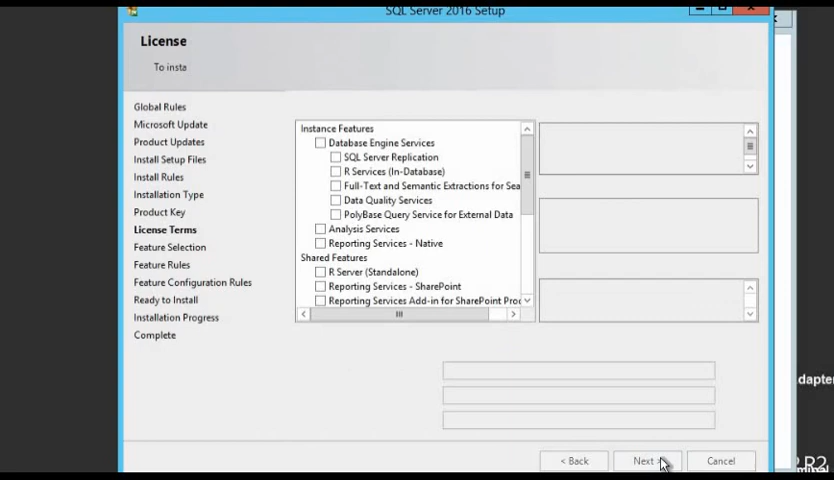 SQL Server 2016 Setup
License
To insta
Global Rules
Microsoft Update
Product Updates
Install Setup Files
Install Rules
Installation Type
Product Key
License Terms
Feature Selection
Feature Rules
Feature Configuration Rules
Ready to Install
Installation Progress
Complete
Instance Features
Database Engine Services
SQL Server Replication
R Services (In-Database)
Full-Text and Semantic Extractions for Sea
Data Quality Services
PolyBase Query Service for External Data
Analysis Services
Reporting Services - Native
Shared Features
R Server (Standalone)
Reporting Services - SharePoint
Reporting Services Add-in for SharePoint Proc
< Back
Next >
Cancel
dapter
R2